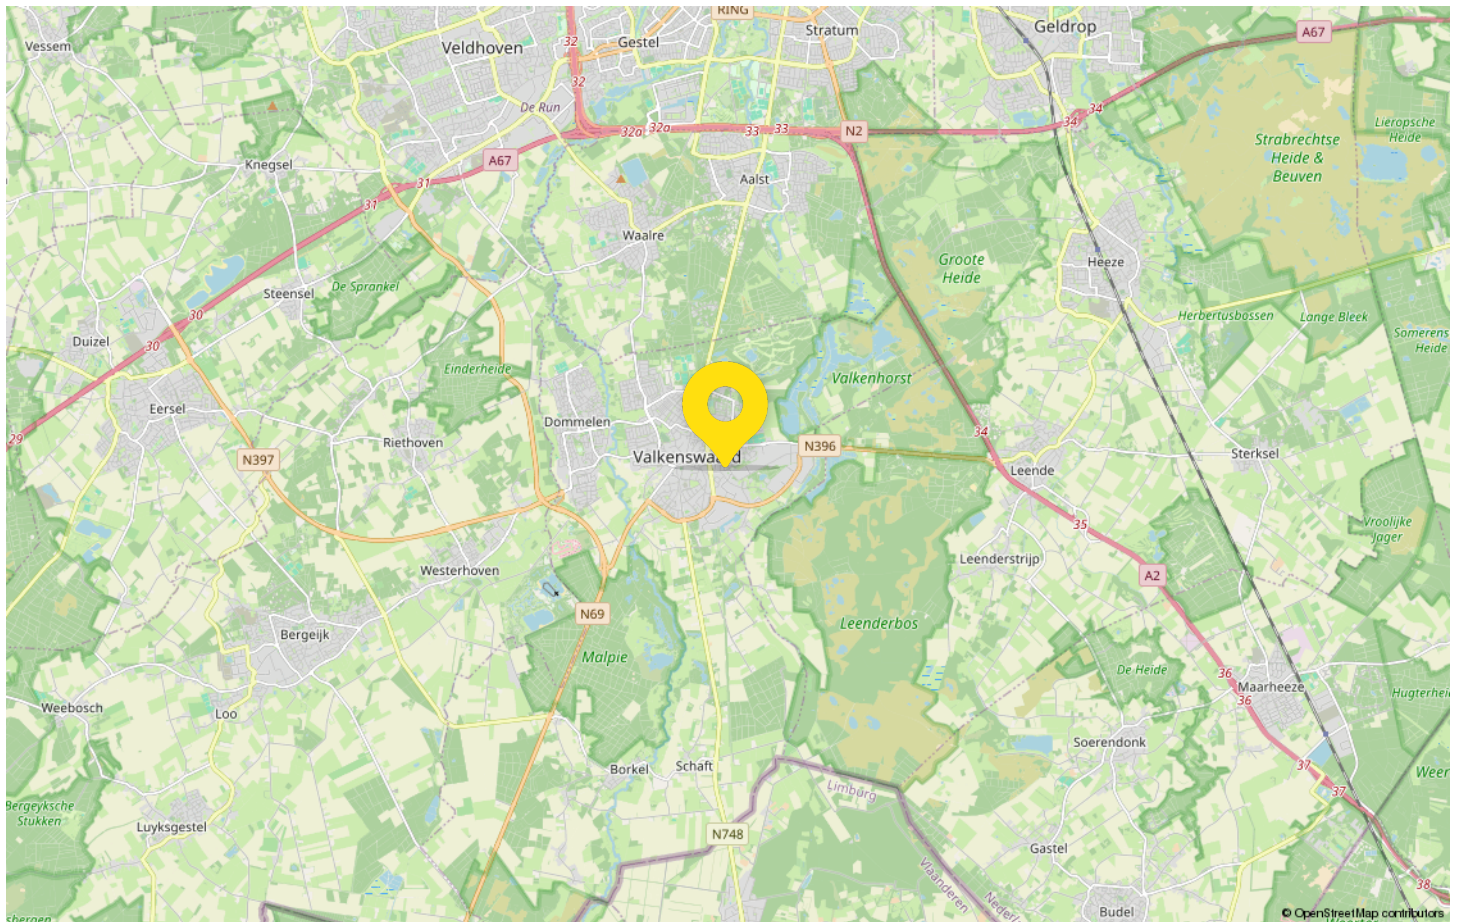 RING
Vessem
Veldhoven
32
Gestel
Stratum
Geldrop
A67
32
De Run
32a
32a
33
33
N2
34
34
Lieropsche
Heide
Strabrechtse
Heide &
Beuven
Knegsel
A67
31
31
Aalst
Waalre
Groote
Heide
Heeze
De Sprankel
Steensel
30
30
Duizel
Herbertusbossen
Lange Bleek
Somerens
Heide
Einderheide
Valkenhorst
Eersel
Dommelen
Riethoven
29
34
N397
Valkenswaard
N396
Leende
Sterksel
35
Vroolijke
Jager
Leenderstrijp
Westerhoven
A2
N69
Leenderbos
Bergeijk
Malpie
De Heide
36
36
Maarheeze
Hugterhei
Weebosch
Loo
Soerendonk
Borkel
Schaft
37
37
Weer
Limburg
Bergeyksche
Stukken
Luyksgestel
N748
Gastel
Vlaanderen
38
Budel
© OpenStreetMap contributors